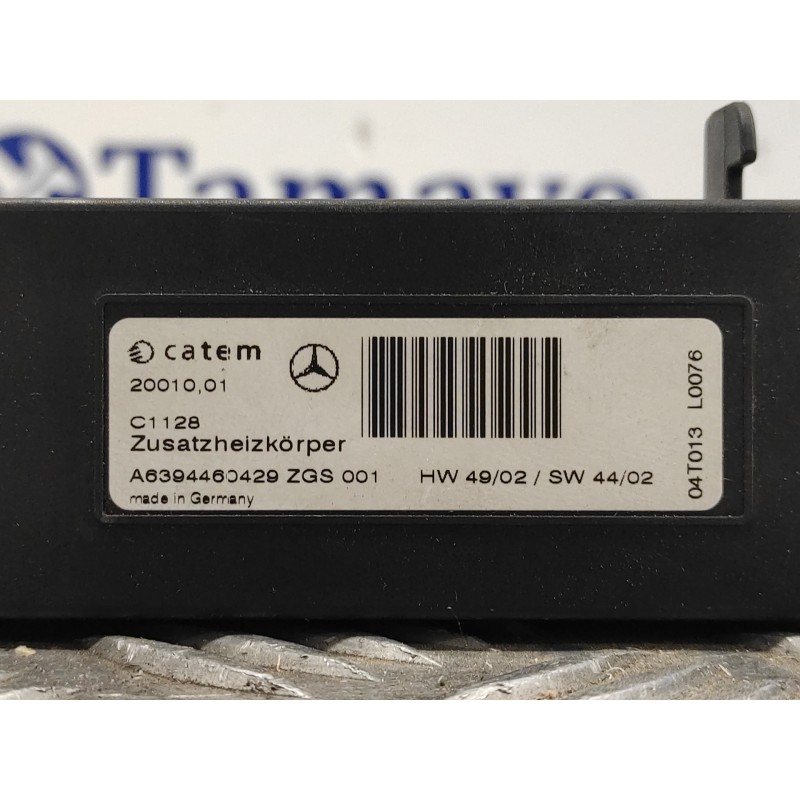 Tamayo
catem
20010,01
C1128
Zusatzheizkörper
A6394460429 ZGS 001 HW 49/02 / SW 44/02
made in Germany
04T013 L0076